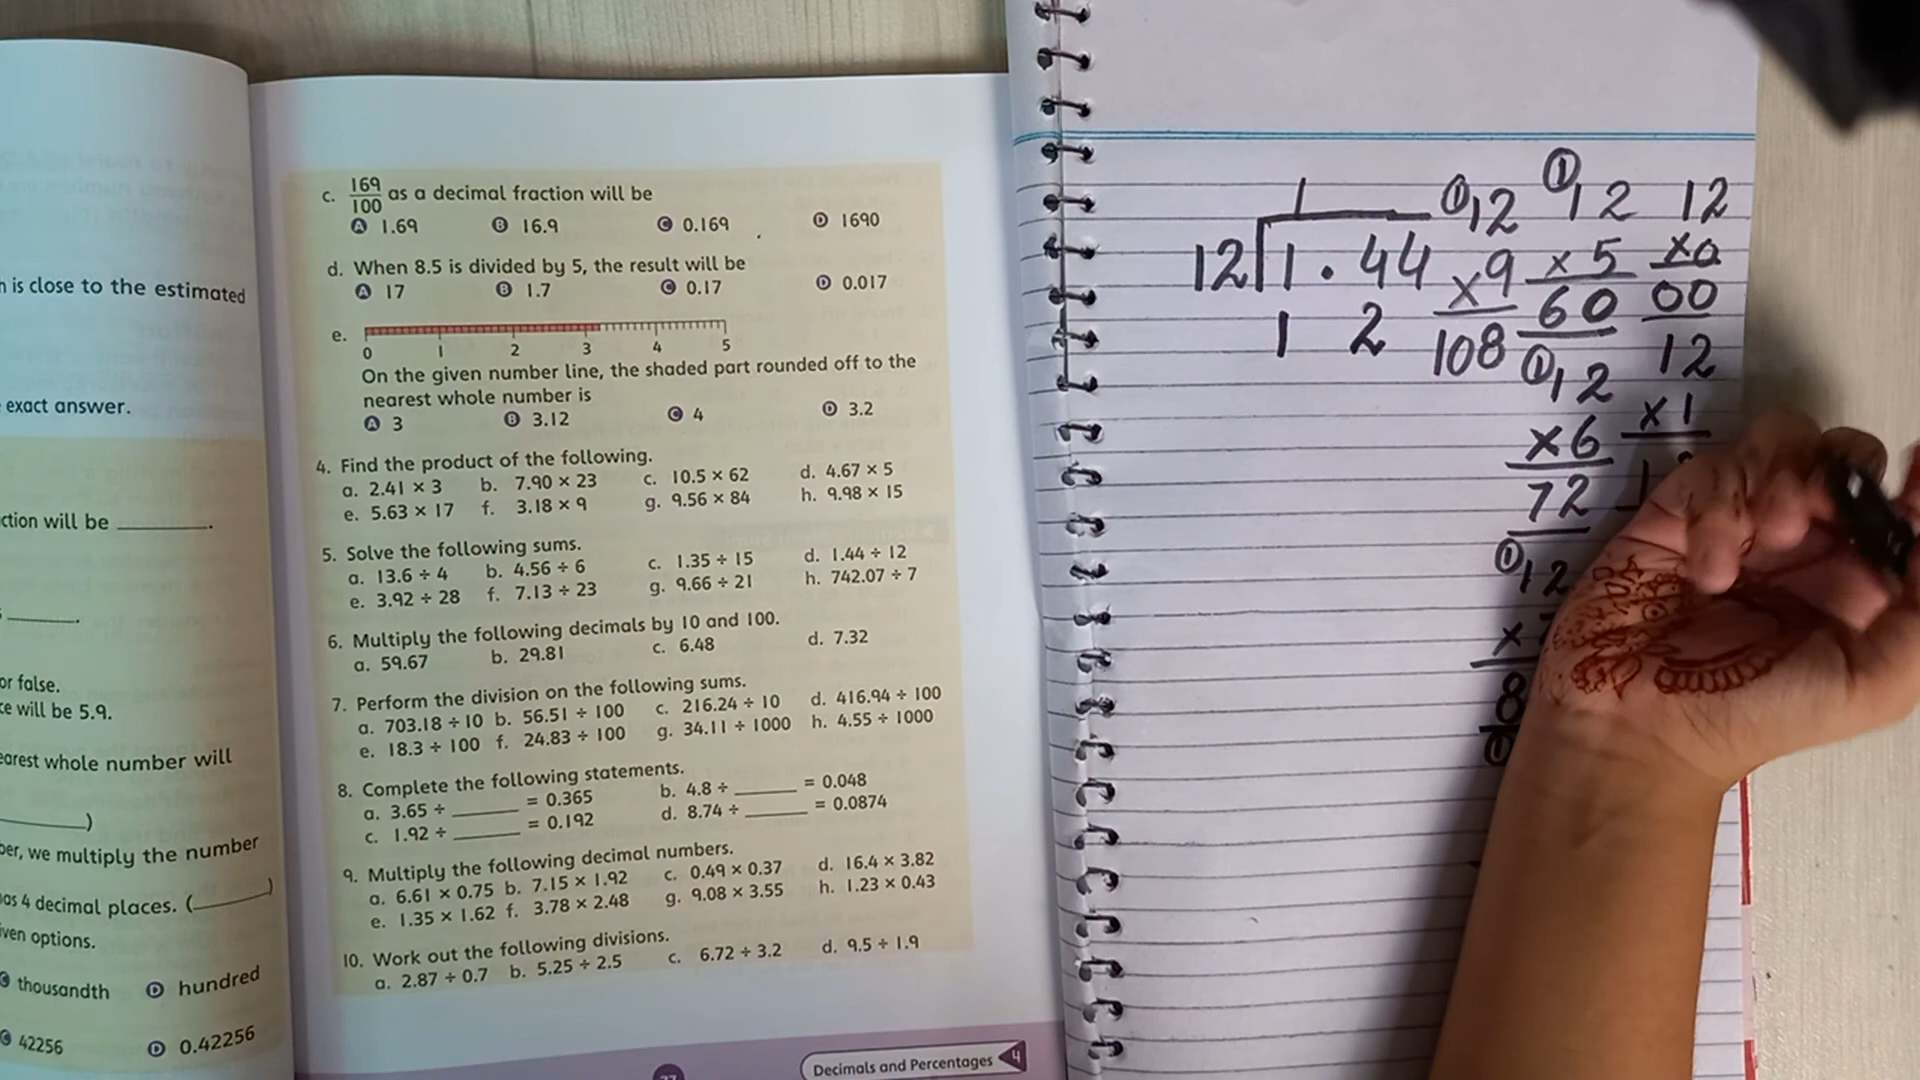 n is close to the estimated
exact answer.
ction will be ______.
______.
or false.
ce will be 5.9.
earest whole number will
______)
ber, we multiply the number
as 4 decimal places. (______)
iven options.
C thousandth D hundred
C 42256 D 0.42256
c. 169/100 as a decimal fraction will be
A 1.69 B 16.9 C 0.169 D 1690
d. When 8.5 is divided by 5, the result will be
A 17 B 1.7 C 0.17 D 0.017
e.
0 1 2 3 4 5
On the given number line, the shaded part rounded off to the
nearest whole number is
A 3 B 3.12 C 4 D 3.2
4. Find the product of the following.
a. 2.41 × 3 b. 7.90 × 23 c. 10.5 × 62 d. 4.67 × 5
e. 5.63 × 17 f. 3.18 × 9 g. 9.56 × 84 h. 9.98 × 15
5. Solve the following sums.
a. 13.6 ÷ 4 b. 4.56 ÷ 6 c. 1.35 ÷ 15 d. 1.44 ÷ 12
e. 3.92 ÷ 28 f. 7.13 ÷ 23 g. 9.66 ÷ 21 h. 742.07 ÷ 7
6. Multiply the following decimals by 10 and 100.
a. 59.67 b. 29.81 c. 6.48 d. 7.32
7. Perform the division on the following sums.
a. 703.18 ÷ 10 b. 56.51 ÷ 100 c. 216.24 ÷ 10 d. 416.94 ÷ 100
e. 18.3 ÷ 100 f. 24.83 ÷ 100 g. 34.11 ÷ 1000 h. 4.55 ÷ 1000
8. Complete the following statements.
a. 3.65 ÷ ______ = 0.365 b. 4.8 ÷ ______ = 0.048
c. 1.92 ÷ ______ = 0.192 d. 8.74 ÷ ______ = 0.0874
9. Multiply the following decimal numbers.
a. 6.61 × 0.75 b. 7.15 × 1.92 c. 0.49 × 0.37 d. 16.4 × 3.82
e. 1.35 × 1.62 f. 3.78 × 2.48 g. 9.08 × 3.55 h. 1.23 × 0.43
10. Work out the following divisions.
a. 2.87 ÷ 0.7 b. 5.25 ÷ 2.5 c. 6.72 ÷ 3.2 d. 9.5 ÷ 1.9
Decimals and Percentages 4
1 ①12 ①12 12
12 1.44 ×9 ×5 ×0
1 2 108 60 00
①12 12
×6 ×1
72
①12
×
8